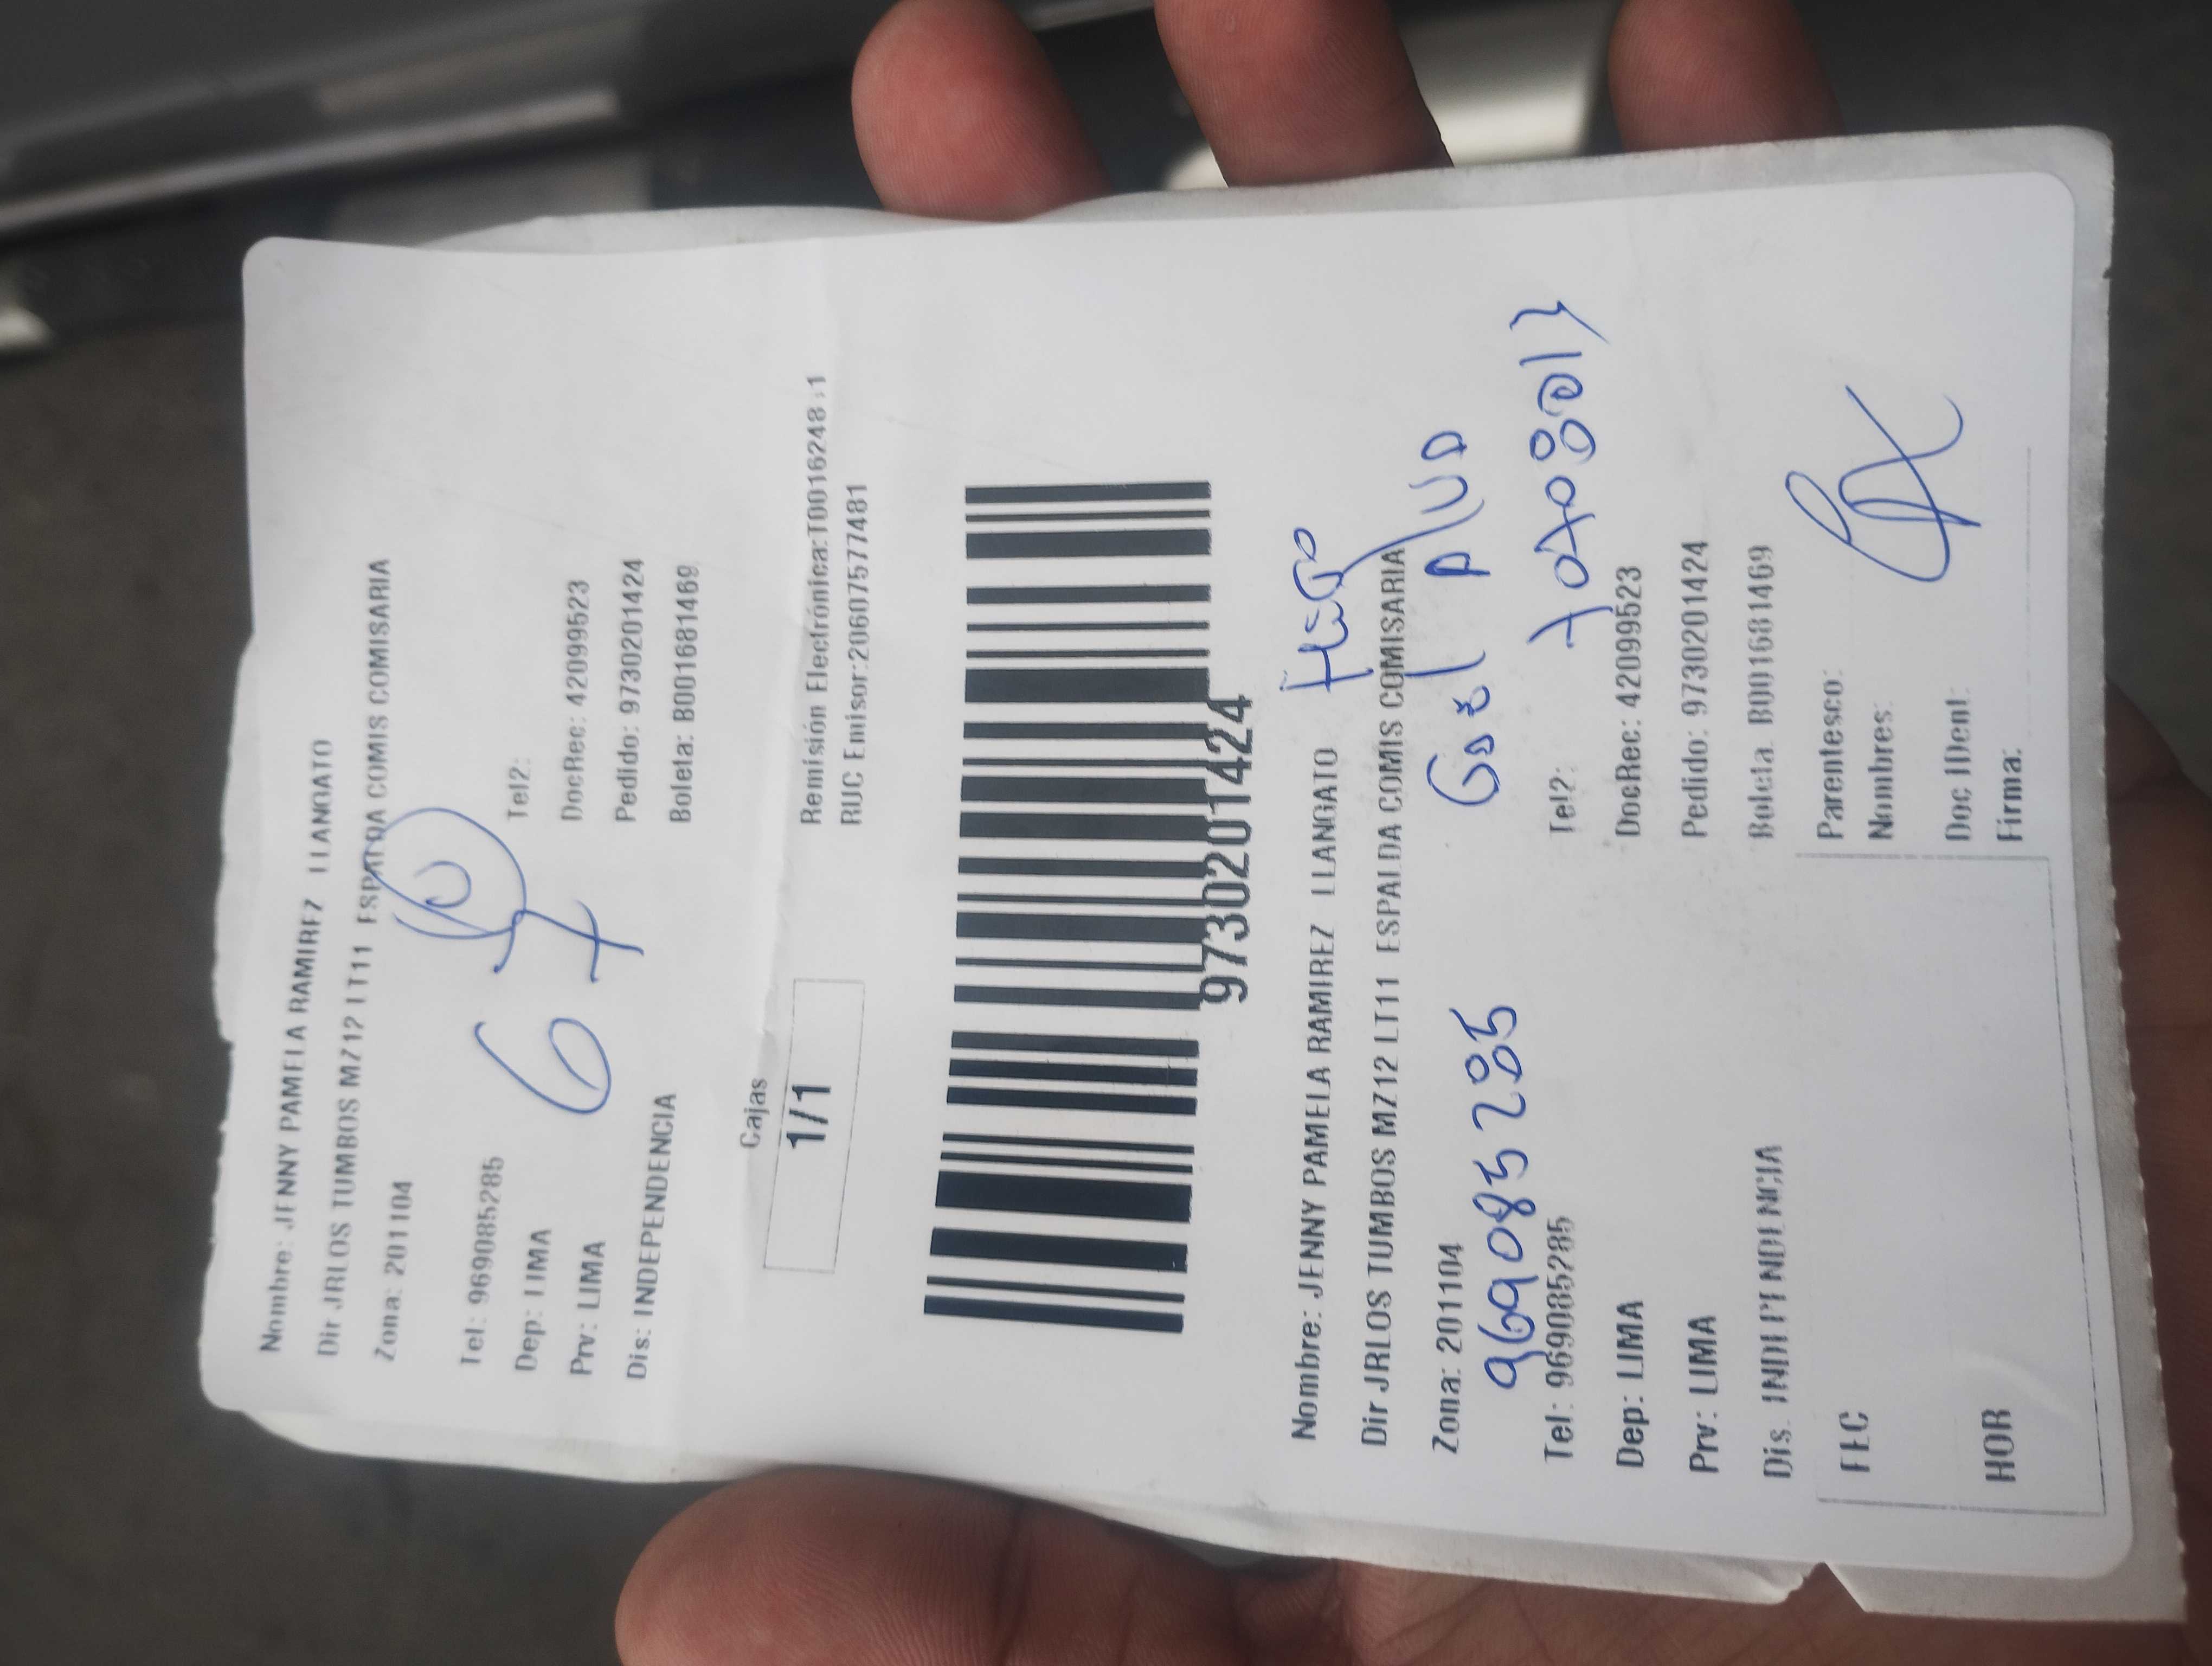 Nombre: JENNY PAMELA RAMIREZ LLANGATO
Dir JRLOS TUMBOS MZ12 LT11 ESPALDA COMIS COMISARIA
Zona: 201104
Tel: 969085285
Tel2:
Dep: LIMA
DocRec: 42099523
Prv: LIMA
Pedido: 9730201424
Dis: INDEPENDENCIA
Boleta: B001681469
67
Cajas
1/1
Remisión Electrónica:T0016248:1
RUC Emisor:20607577481
9730201424
Hugo
Nombre: JENNY PAMELA RAMIREZ LLANGATO
Dir JRLOS TUMBOS MZ12 LT11 ESPALDA COMIS COMISARIA
Zona: 201104
969085285
Tel: 969085285
Tel2:
Dep: LIMA
DocRec: 42099523
Prv: LIMA
Pedido: 9730201424
Dis. INDEPENDENCIA
Boleta. B001681469
FEC
Parentesco:
Nombres:
HOR
Doc IDent:
Firma: